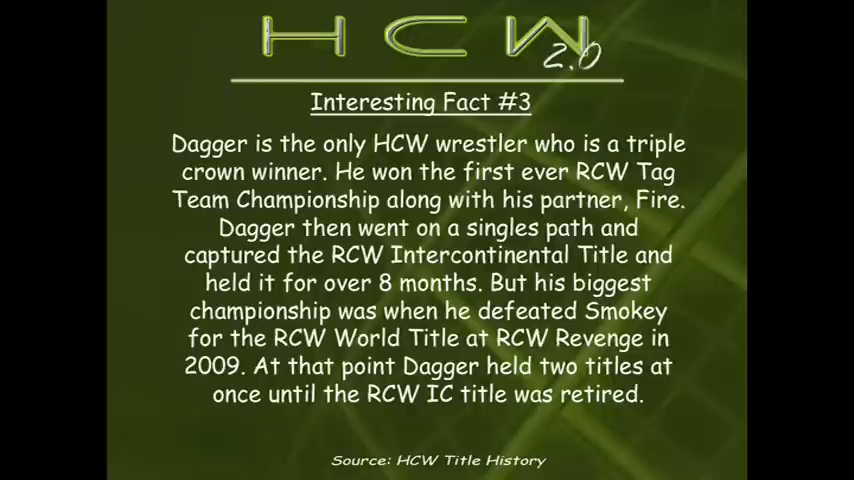 HCW
2.0
Interesting Fact #3
Dagger is the only HCW wrestler who is a triple
crown winner. He won the first ever RCW Tag
Team Championship along with his partner, Fire.
Dagger then went on a singles path and
captured the RCW Intercontinental Title and
held it for over 8 months. But his biggest
championship was when he defeated Smokey
for the RCW World Title at RCW Revenge in
2009. At that point Dagger held two titles at
once until the RCW IC title was retired.
Source: HCW Title History